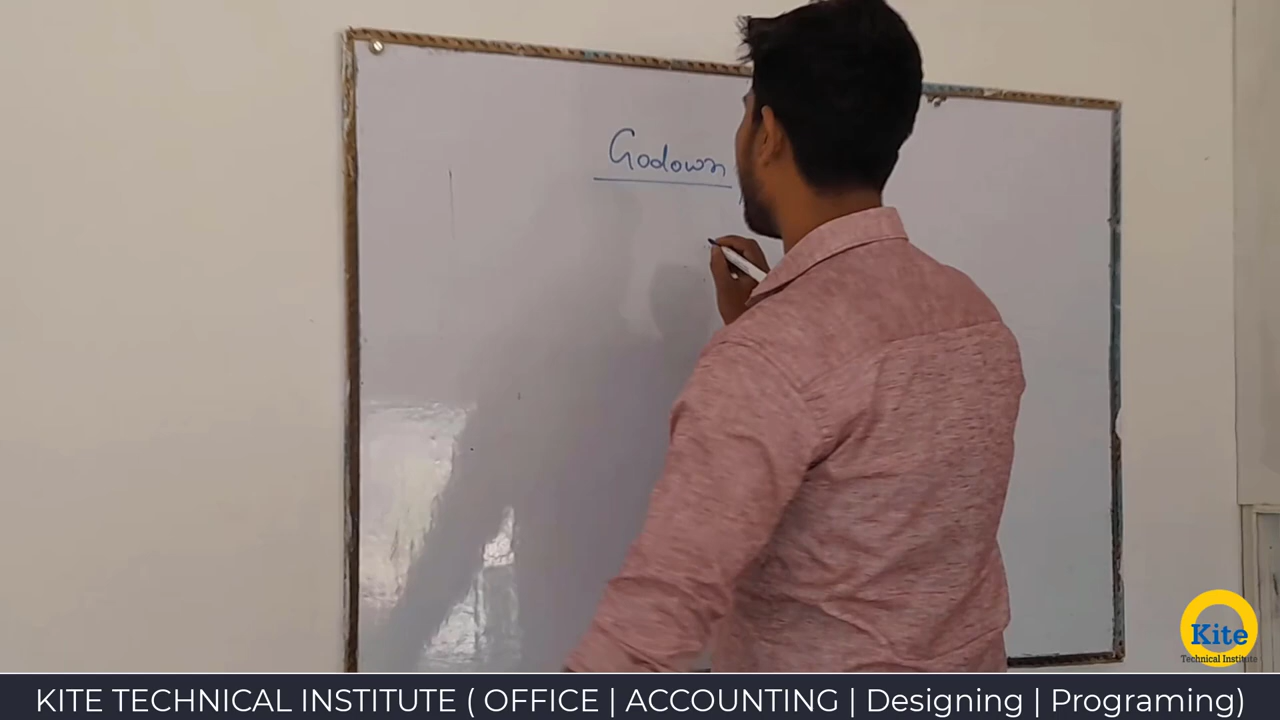 Godown
Kite
Technical Institute
KITE TECHNICAL INSTITUTE ( OFFICE | ACCOUNTING | Designing | Programing)